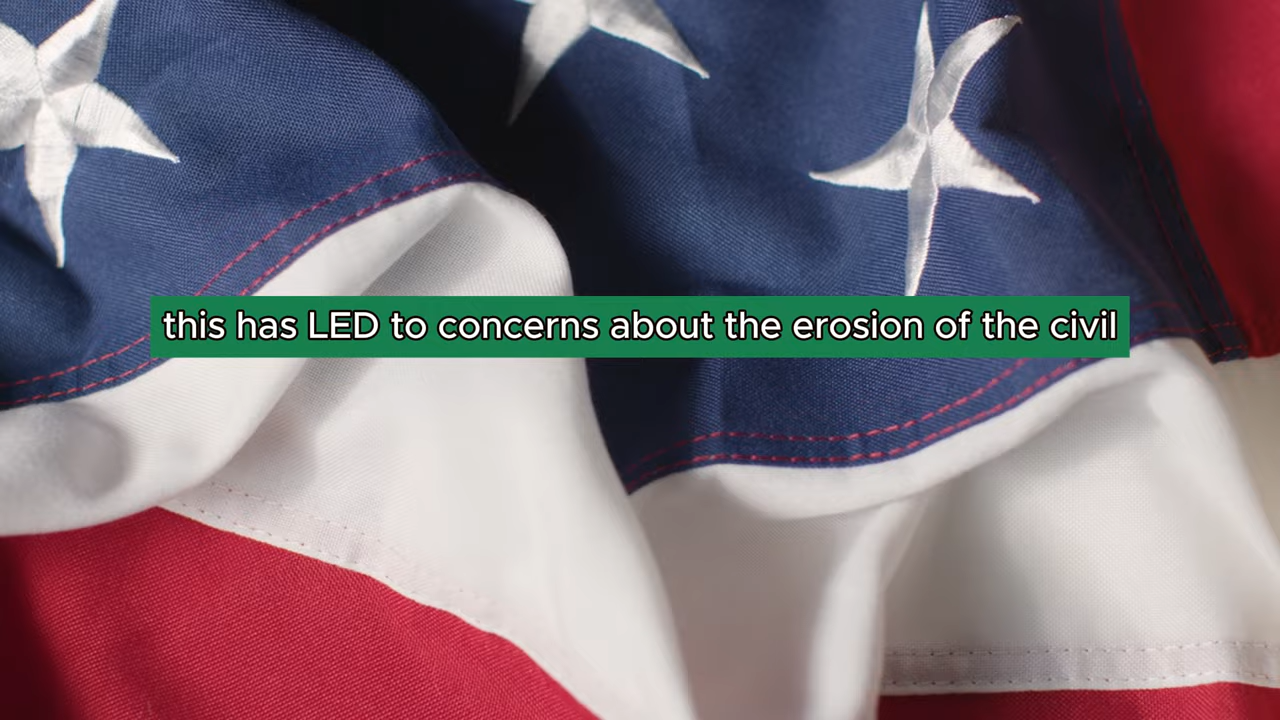 this has LED to concerns about the erosion of the civil